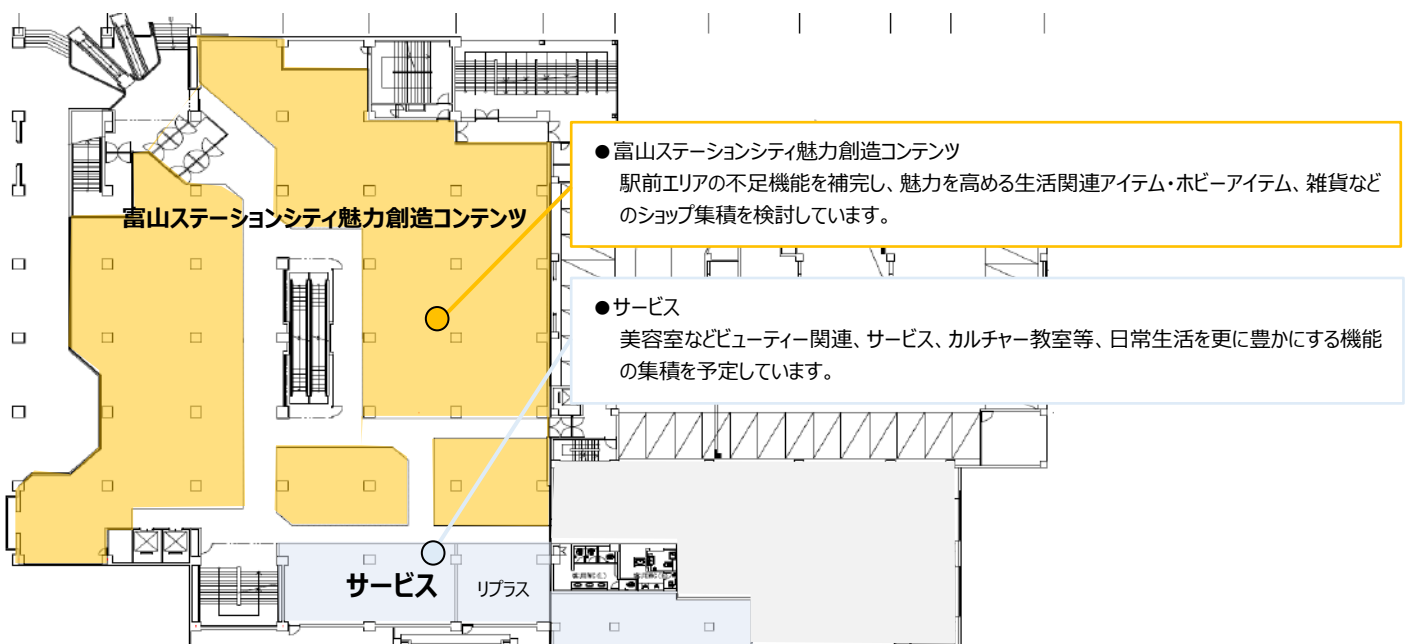 ●富山ステーションシティ魅力創造コンテンツ
駅前エリアの不足機能を補完し、魅力を高める生活関連アイテム・ホビーアイテム、雑貨など
のショップ集積を検討しています。
富山ステーションシティ魅力創造コンテンツ
●サービス
美容室などビューティー関連、サービス、カルチャー教室等、日常生活を更に豊かにする機能
の集積を予定しています。
サービス
リプラス